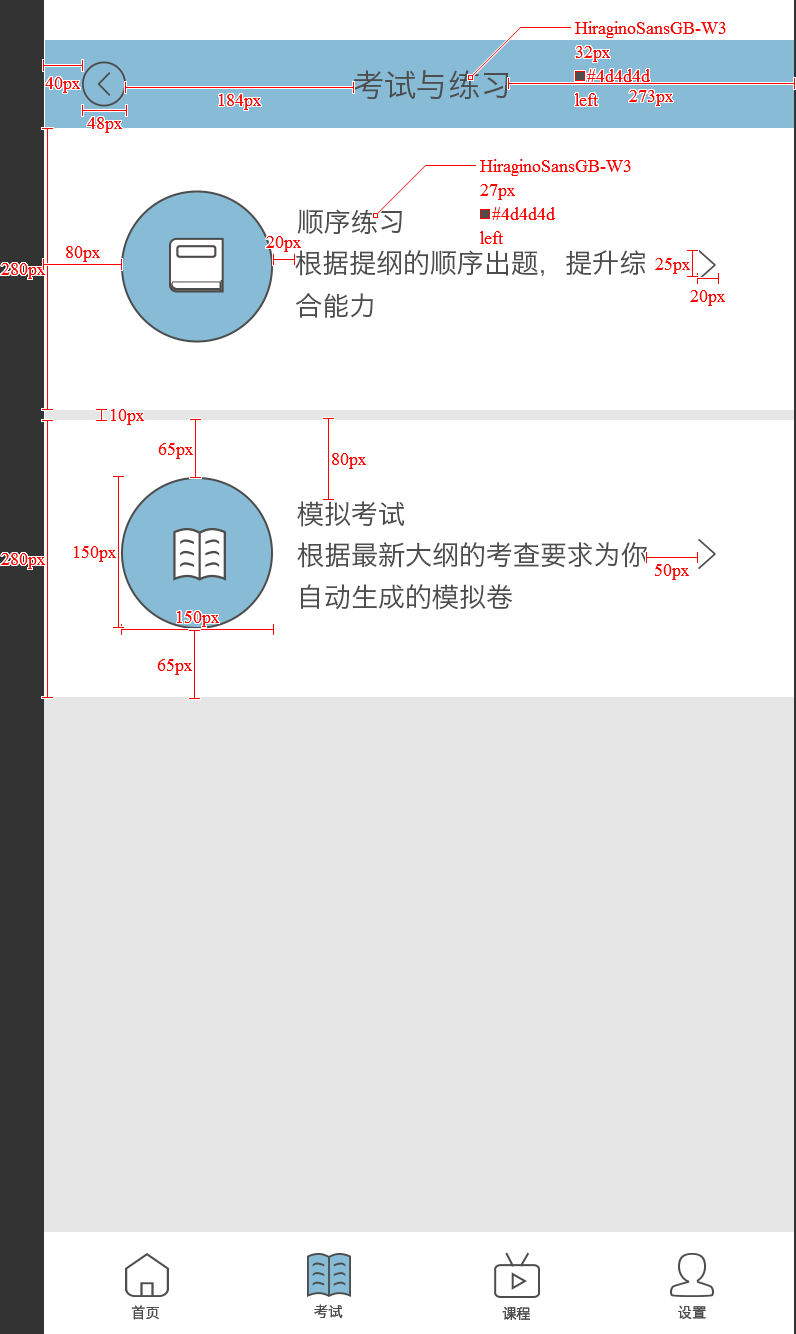 HiraginoSansGB-W3
32px
#4d4d4d
left
40px
184px
考试与练习
273px
48px
HiraginoSansGB-W3
27px
#4d4d4d
left
顺序练习
20px
80px
280px
根据提纲的顺序出题，提升综
合能力
25px
20px
10px
65px
80px
模拟考试
150px
280px
根据最新大纲的考查要求为你
自动生成的模拟卷
50px
150px
65px
首页
考试
课程
设置